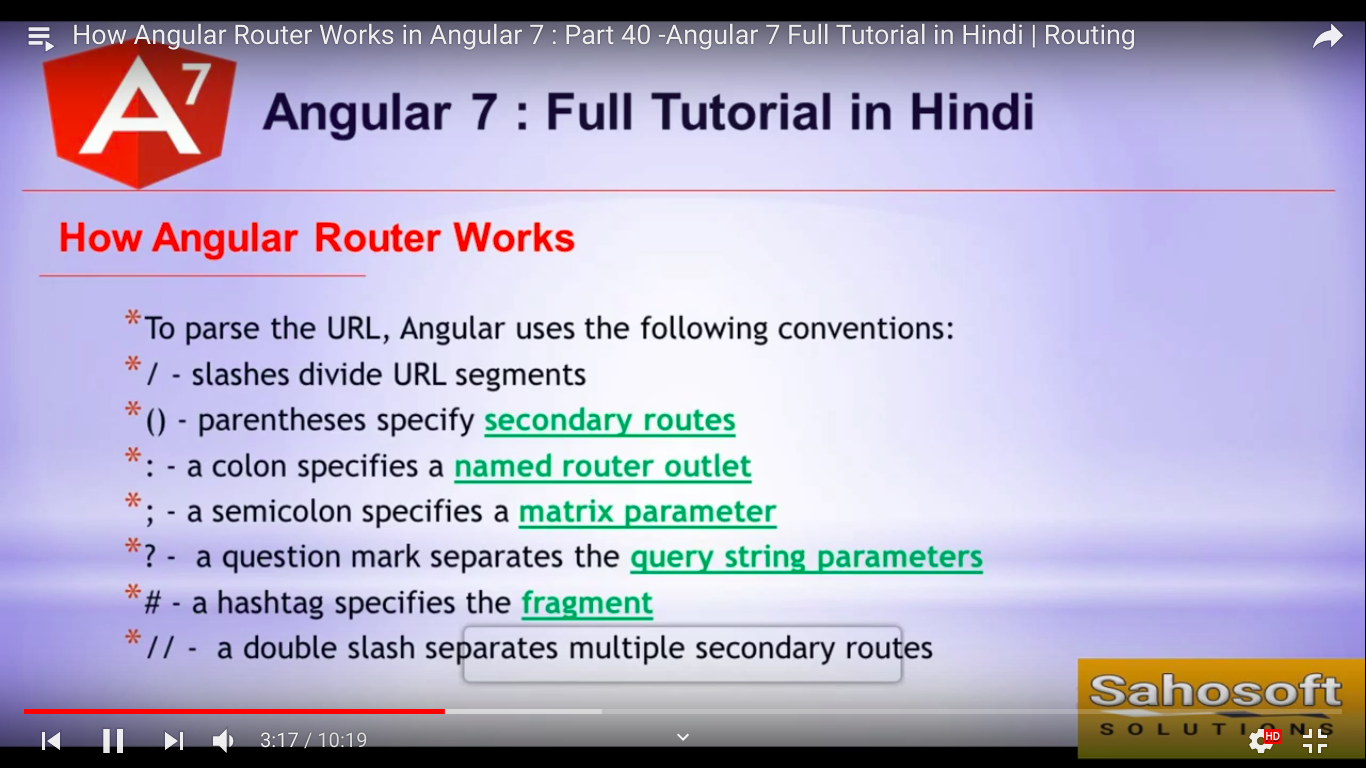 How Angular Router Works in Angular 7 : Part 40 -Angular 7 Full Tutorial in Hindi | Routing
A 7
Angular 7 : Full Tutorial in Hindi
How Angular Router Works
*To parse the URL, Angular uses the following conventions:
*/ - slashes divide URL segments
*() - parentheses specify secondary routes
*: - a colon specifies a named router outlet
*; - a semicolon specifies a matrix parameter
*? - a question mark separates the query string parameters
*# - a hashtag specifies the fragment
*// - a double slash separates multiple secondary routes
Sahosoft
SOLUTIONS
3:17 / 10:19
HD